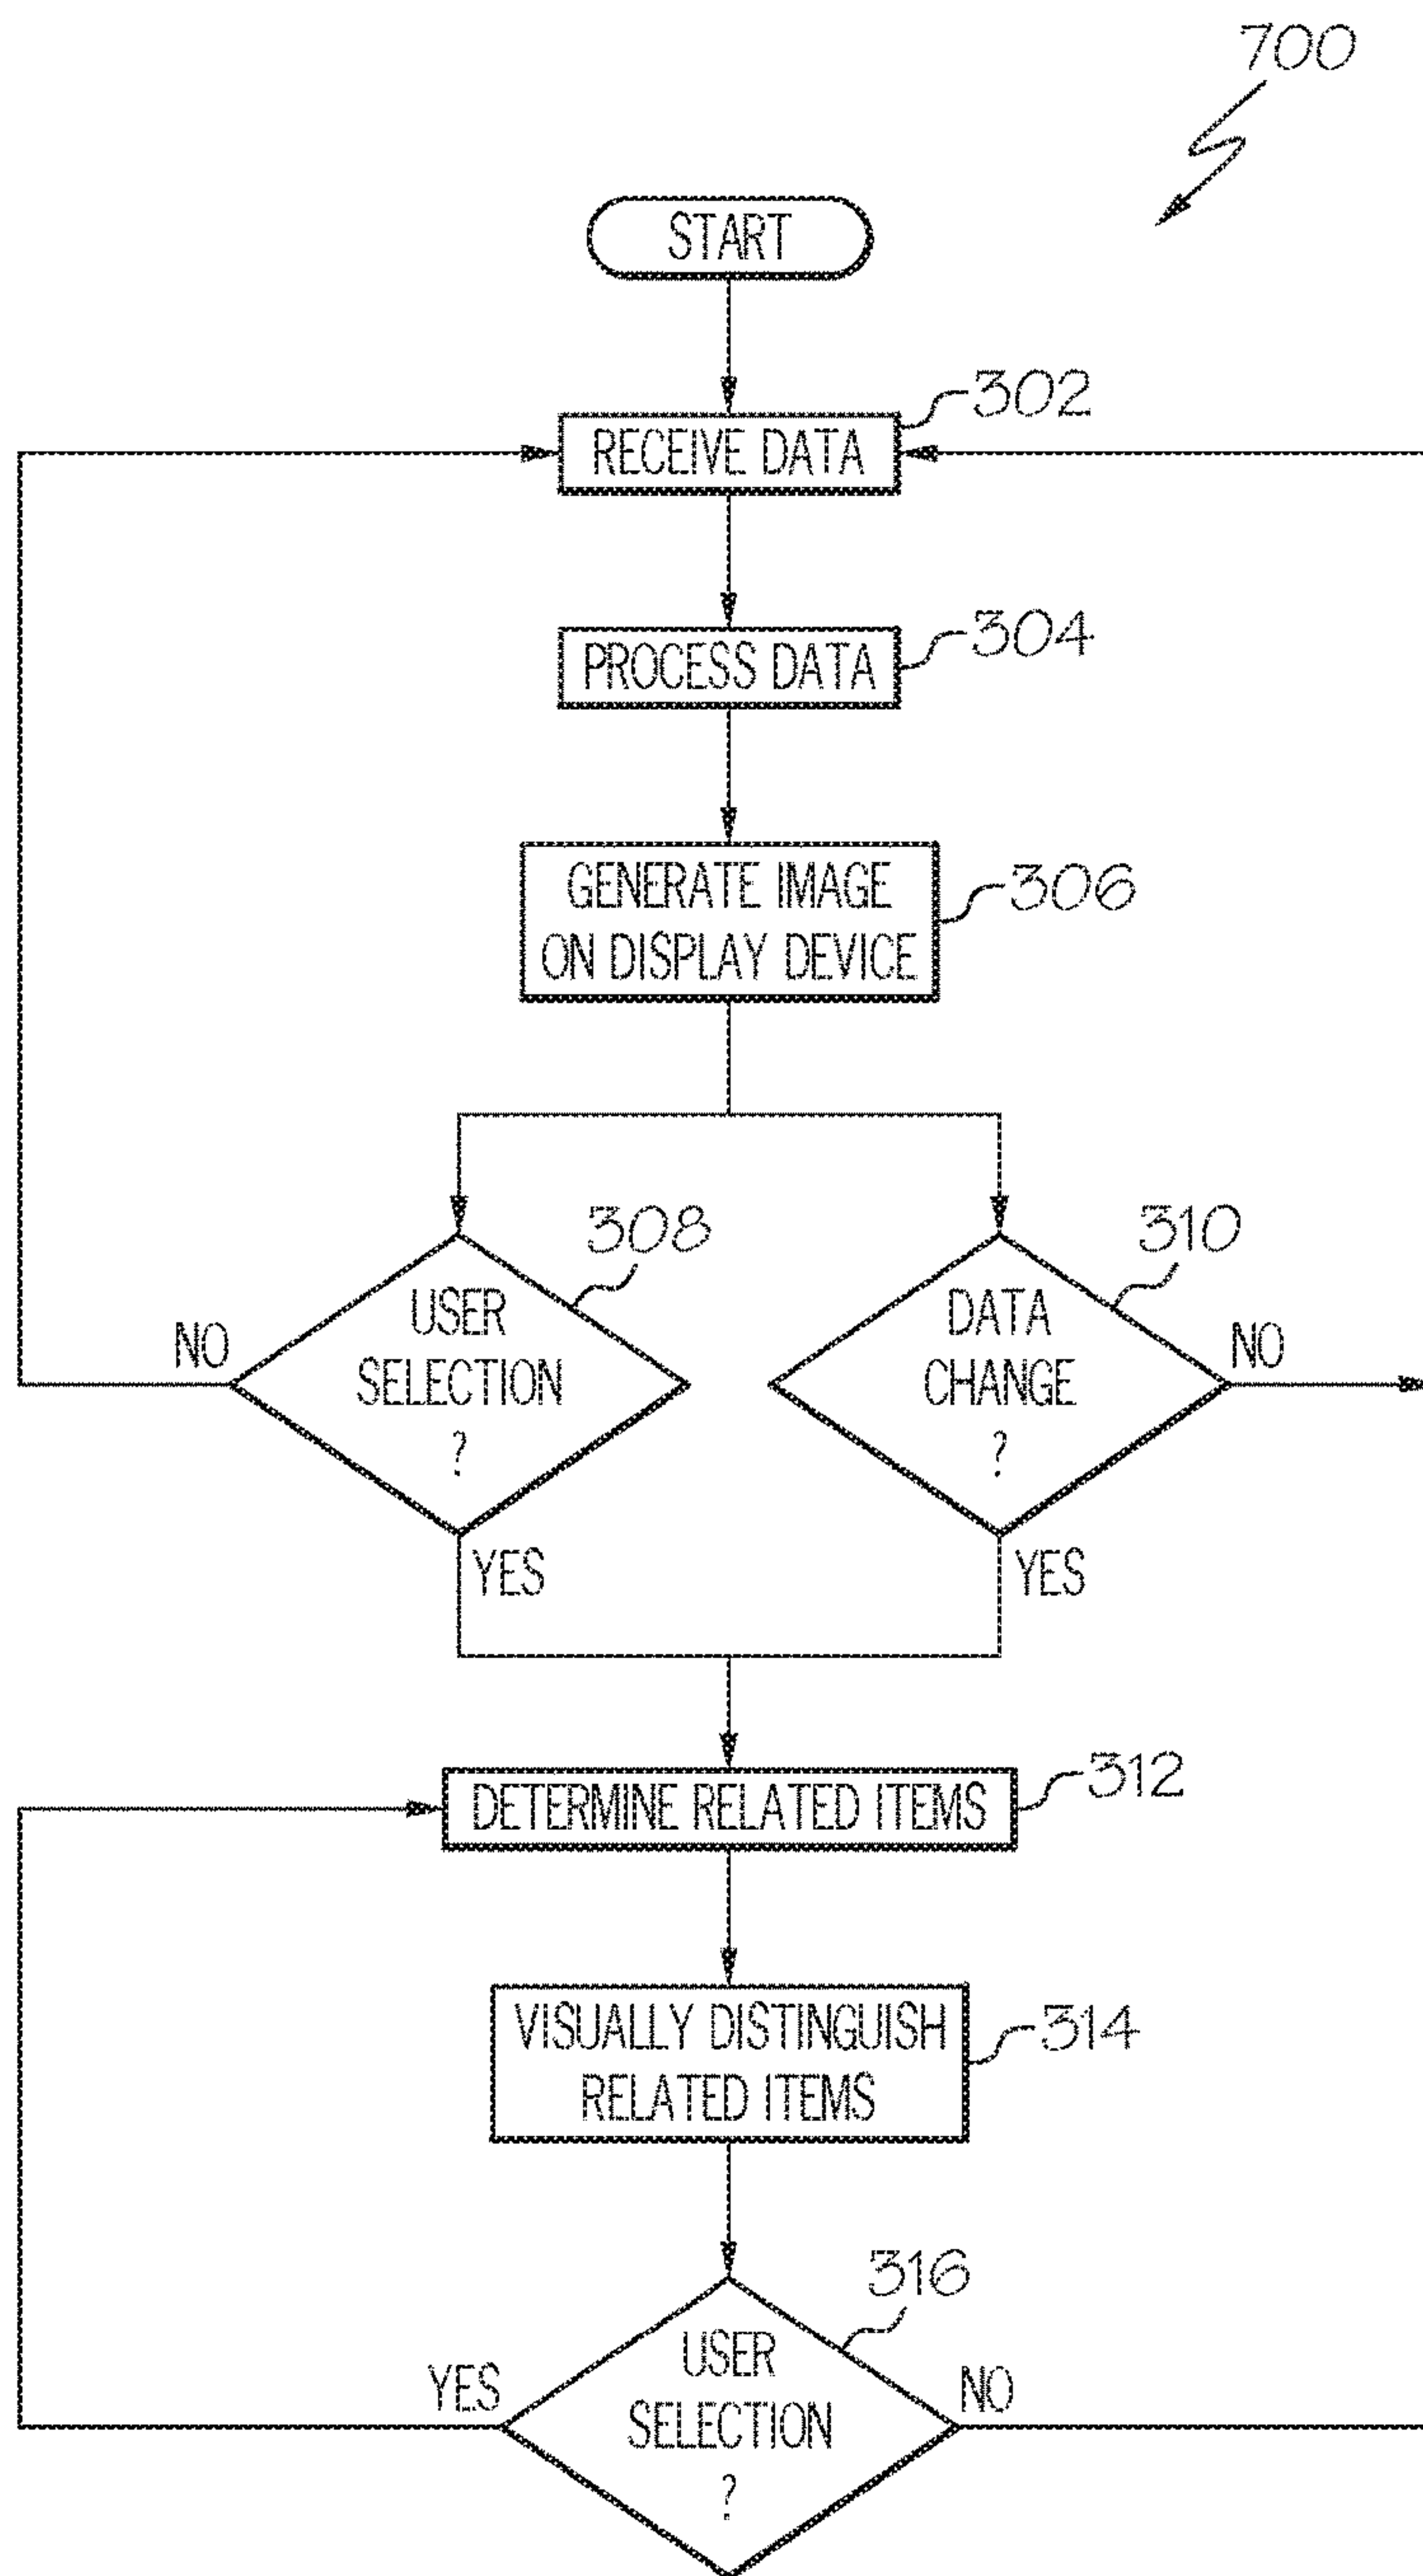 700
START
302
RECEIVE DATA
304
PROCESS DATA
GENERATE IMAGE
ON DISPLAY DEVICE
306
308
310
USER
SELECTION
?
DATA
CHANGE
?
NO
NO
YES
YES
312
DETERMINE RELATED ITEMS
VISUALLY DISTINGUISH
RELATED ITEMS
314
316
USER
SELECTION
?
YES
NO